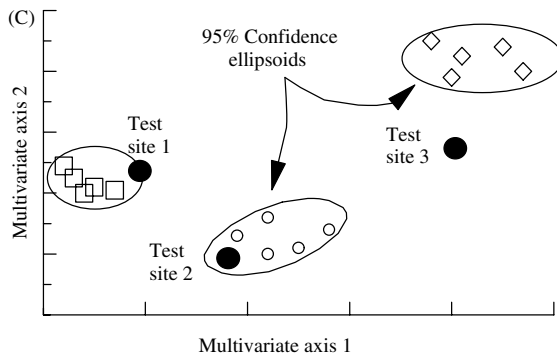 (C)
95% Confidence
ellipsoids
Test
site 1
Test
site 3
Test
site 2
Multivariate axis 2
Multivariate axis 1